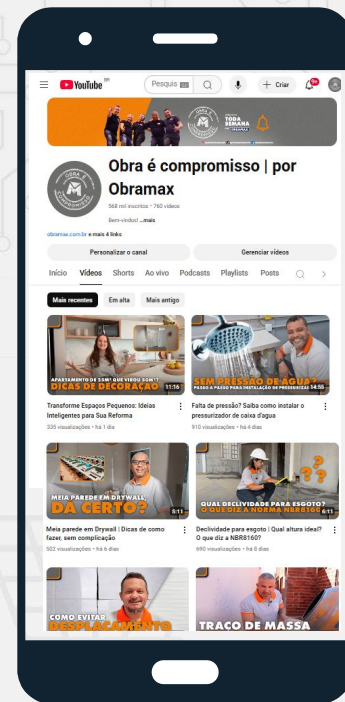 YouTube BR
Pesquis
Criar
9+
OBRA É
COMPROMISSO
TODA
SEMANA
OBRA É
COMPROMISSO
Obra é compromisso | por
Obramax
568 mil inscritos • 760 vídeos
Bem-vindos! ...mais
obramax.com.br e mais 4 links
Personalizar o canal
Gerenciar vídeos
Início Vídeos Shorts Ao vivo Podcasts Playlists Posts
Mais recentes Em alta Mais antigo
APARTAMENTO DE 25M² QUE VIROU 50M²?
DICAS DE DECORAÇÃO
11:16
SEM PRESSÃO DE ÁGUA?
PASSO A PASSO PARA INSTALAÇÃO DE PRESSURIZADOR
14:55
Transforme Espaços Pequenos: Ideias
Inteligentes para Sua Reforma
335 visualizações • há 1 dia
Falta de pressão? Saiba como instalar o
pressurizador de caixa d'agua
910 visualizações • há 4 dias
MEIA PAREDE EM DRYWALL,
DÁ CERTO?
8:11
QUAL DECLIVIDADE PARA ESGOTO?
O QUE DIZ A NORMA NBR8160?
6:11
Meia parede em Drywall | Dicas de como
fazer, sem complicação
502 visualizações • há 6 dias
Declividade para esgoto | Qual altura ideal?
O que diz a NBR8160?
690 visualizações • há 8 dias
COMO EVITAR
DESPLACAMENTO
TRAÇO DE MASSA